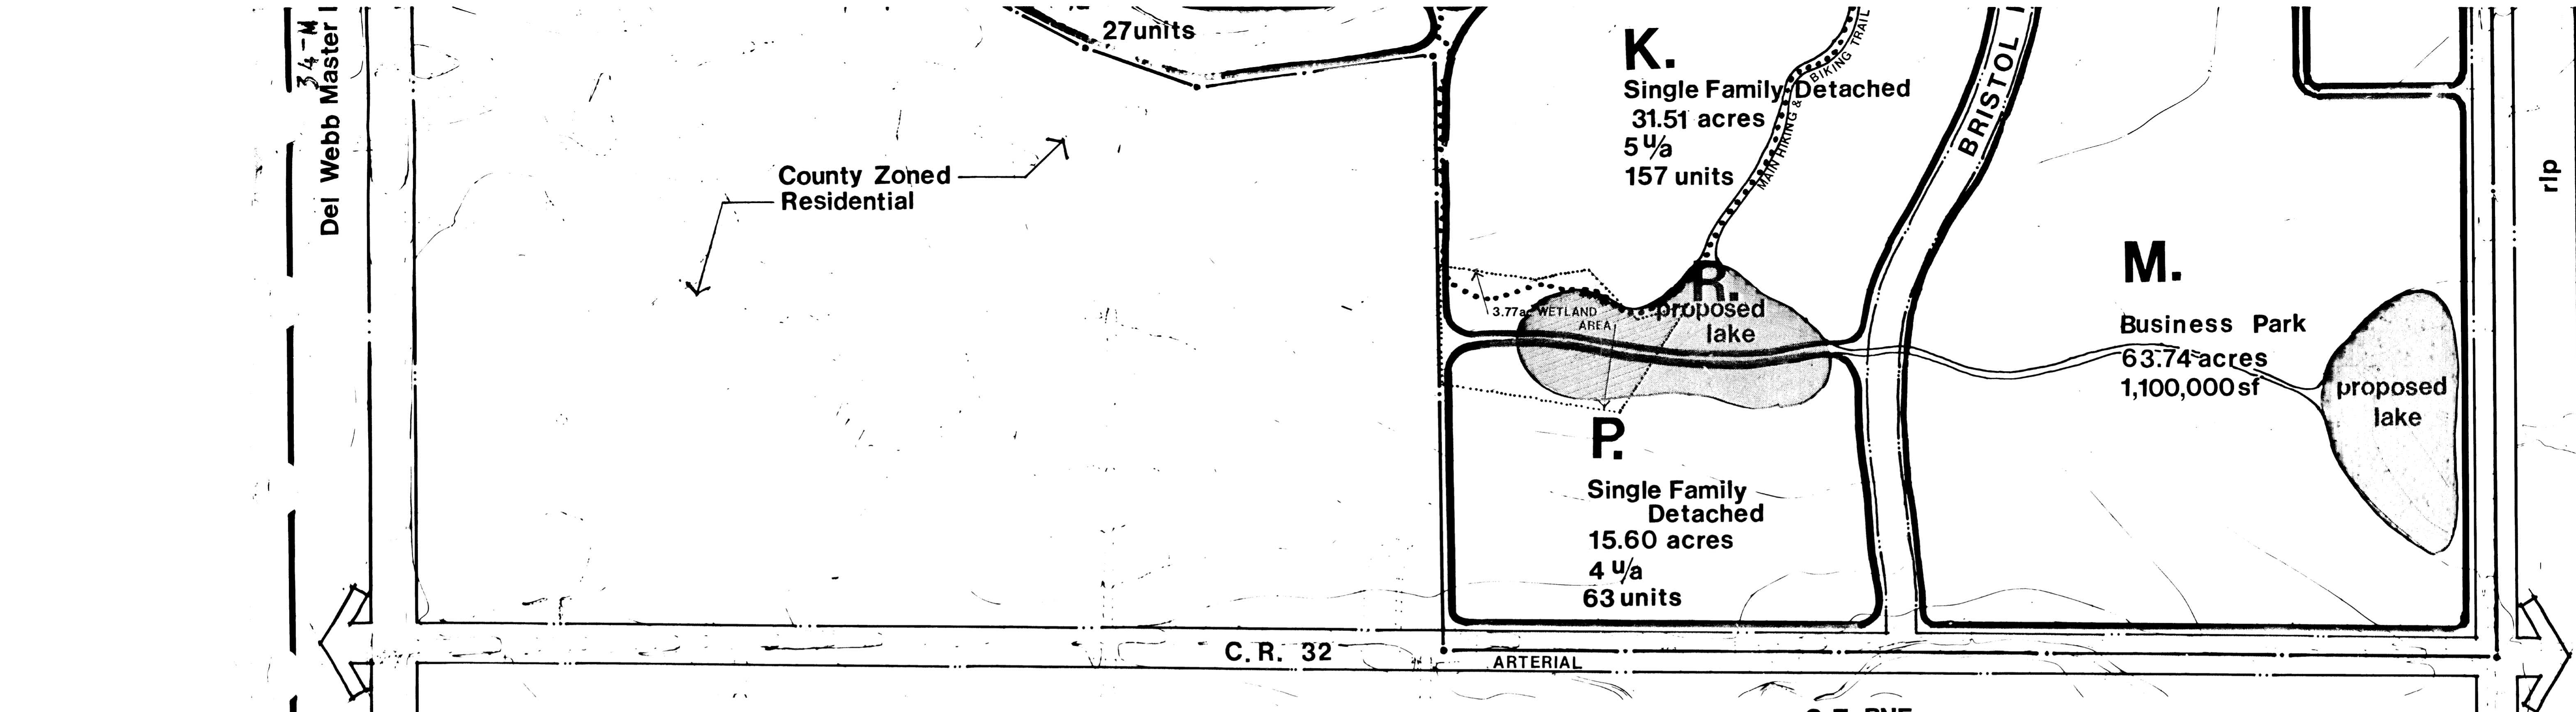 34-M
Del Webb Master
27 units
County Zoned
Residential
K.
Single Family Detached
31.51 acres
5 u/a
157 units
MAIN HIKING & BIKING TRAIL
BRISTOL
R.
proposed
lake
3.77ac WETLAND
AREA
P.
Single Family
Detached
15.60 acres
4 u/a
63 units
M.
Business Park
63.74 acres
1,100,000 sf
proposed
lake
C.R. 32
ARTERIAL